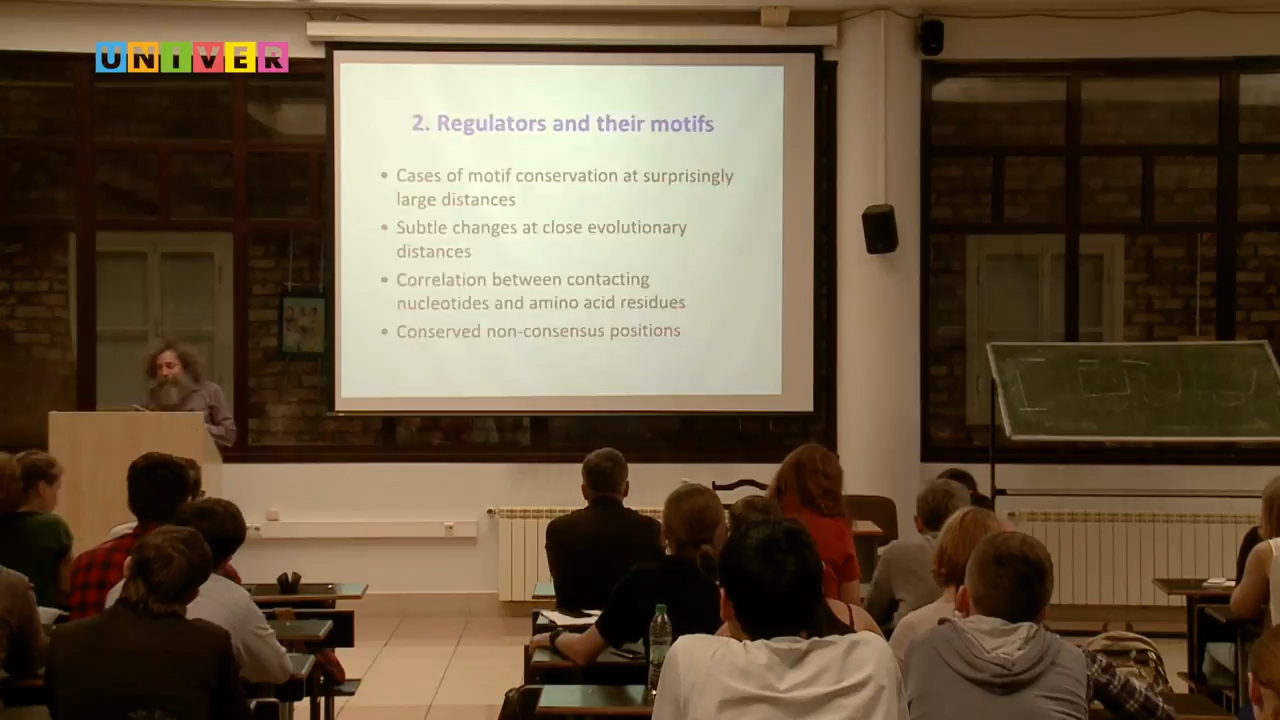 UNIVER
2. Regulators and their motifs
• Cases of motif conservation at surprisingly
large distances
• Subtle changes at close evolutionary
distances
• Correlation between contacting
nucleotides and amino acid residues
• Conserved non-consensus positions